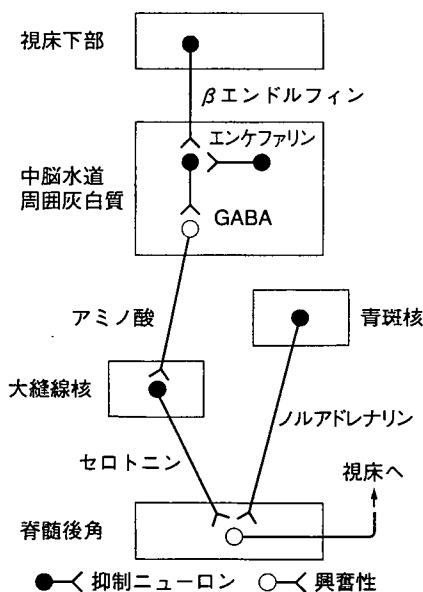 視床下部
βエンドルフィン
エンケファリン
中脳水道
周囲灰白質
GABA
アミノ酸
青斑核
大縫線核
ノルアドレナリン
セロトニン
視床へ
脊髄後角
抑制ニューロン
興奮性